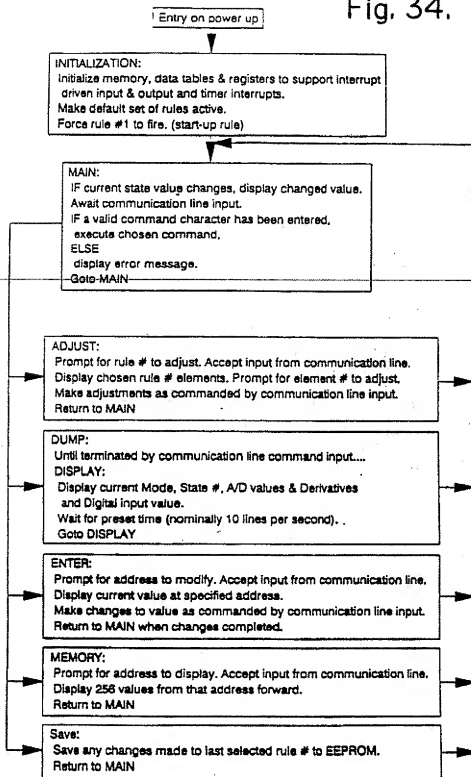 Fig. 34.
Entry on power up
INITIALIZATION:
Initialize memory, data tables & registers to support interrupt
driven input & output and timer interrupts.
Make default set of rules active.
Force rule #1 to fire. (start-up rule)
MAIN:
IF current state value changes, display changed value.
Await communication line input.
IF a valid command character has been entered,
execute chosen command,
ELSE
display error message.
Goto MAIN
ADJUST:
Prompt for rule # to adjust. Accept input from communication line.
Display chosen rule # elements. Prompt for element # to adjust.
Make adjustments as commanded by communication line input.
Return to MAIN
DUMP:
Until terminated by communication line command input....
DISPLAY:
Display current Mode, State #, A/D values & Derivatives
and Digital input value.
Wait for preset time (nominally 10 lines per second). .
Goto DISPLAY
ENTER:
Prompt for address to modify. Accept input from communication line.
Display current value at specified address.
Make changes to value as commanded by communication line input.
Return to MAIN when changes completed.
MEMORY:
Prompt for address to display. Accept input from communication line.
Display 256 values from that address forward.
Return to MAIN
Save:
Save any changes made to last selected rule # to EEPROM.
Return to MAIN